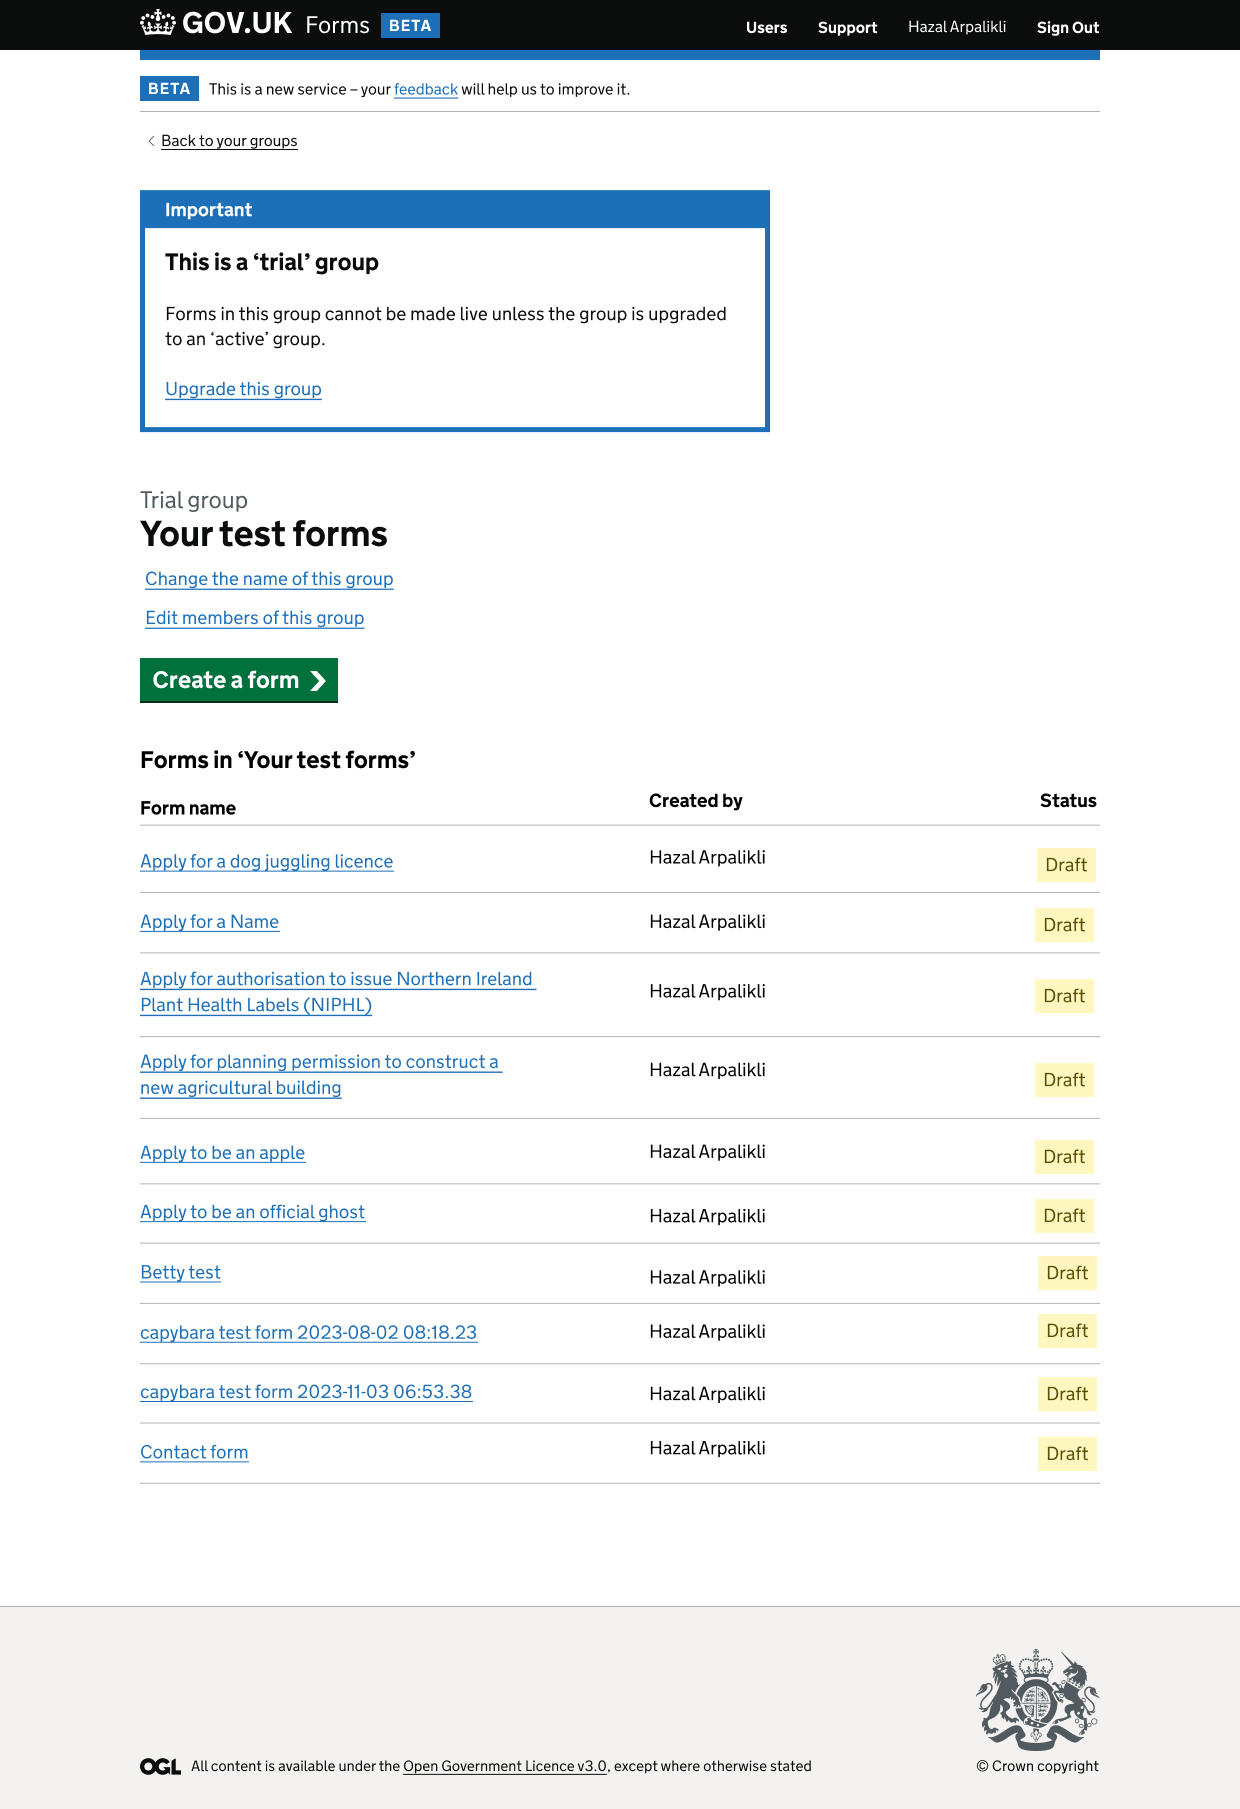 GOV.UK Forms BETA Users Support Hazal Arpalikli Sign Out
BETA This is a new service – your feedback will help us to improve it.
Back to your groups
Important
This is a ‘trial’ group
Forms in this group cannot be made live unless the group is upgraded
to an ‘active’ group.
Upgrade this group
Trial group
Your test forms
Change the name of this group
Edit members of this group
Create a form
Forms in ‘Your test forms’
Form name Created by Status
Apply for a dog juggling licence Hazal Arpalikli Draft
Apply for a Name Hazal Arpalikli Draft
Apply for authorisation to issue Northern Ireland
Plant Health Labels (NIPHL) Hazal Arpalikli Draft
Apply for planning permission to construct a
new agricultural building Hazal Arpalikli Draft
Apply to be an apple Hazal Arpalikli Draft
Apply to be an official ghost Hazal Arpalikli Draft
Betty test Hazal Arpalikli Draft
capybara test form 2023-08-02 08:18.23 Hazal Arpalikli Draft
capybara test form 2023-11-03 06:53.38 Hazal Arpalikli Draft
Contact form Hazal Arpalikli Draft
OGL All content is available under the Open Government Licence v3.0, except where otherwise stated © Crown copyright